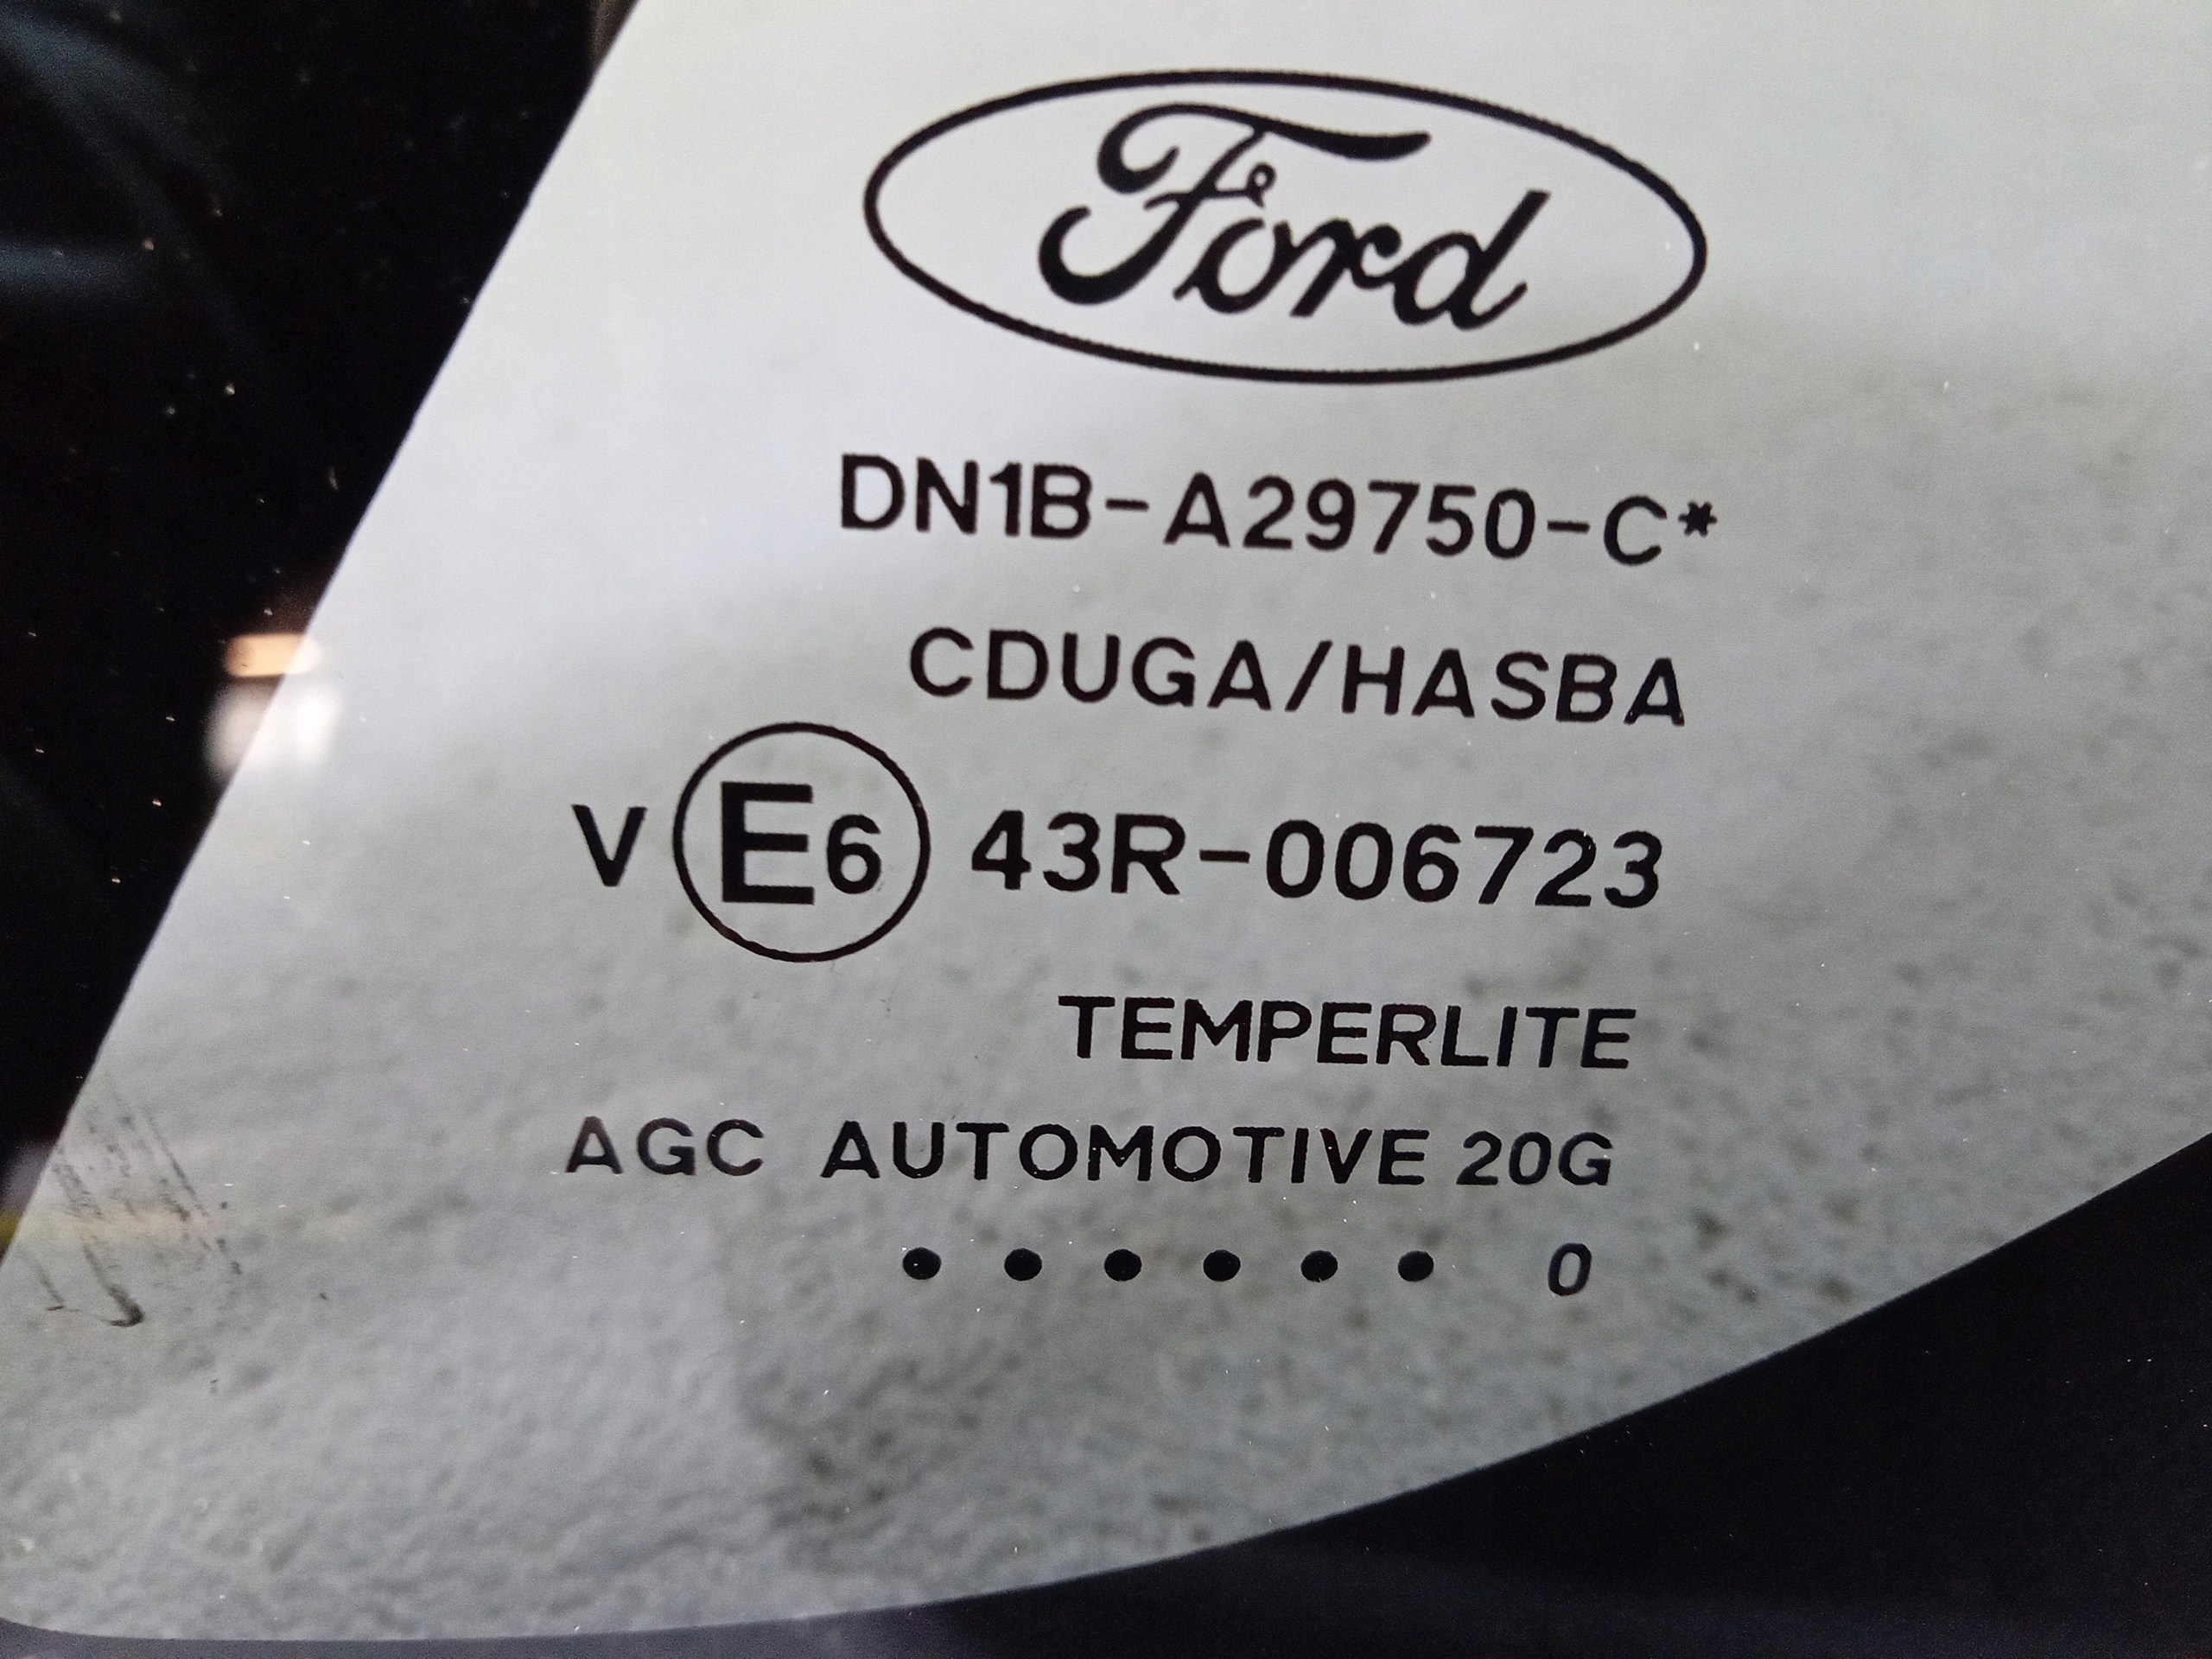 Ford
DN1B-A29750-C*
CDUGA/HASBA
V E6 43R-006723
TEMPERLITE
AGC AUTOMOTIVE 20G
• • • • • • 0